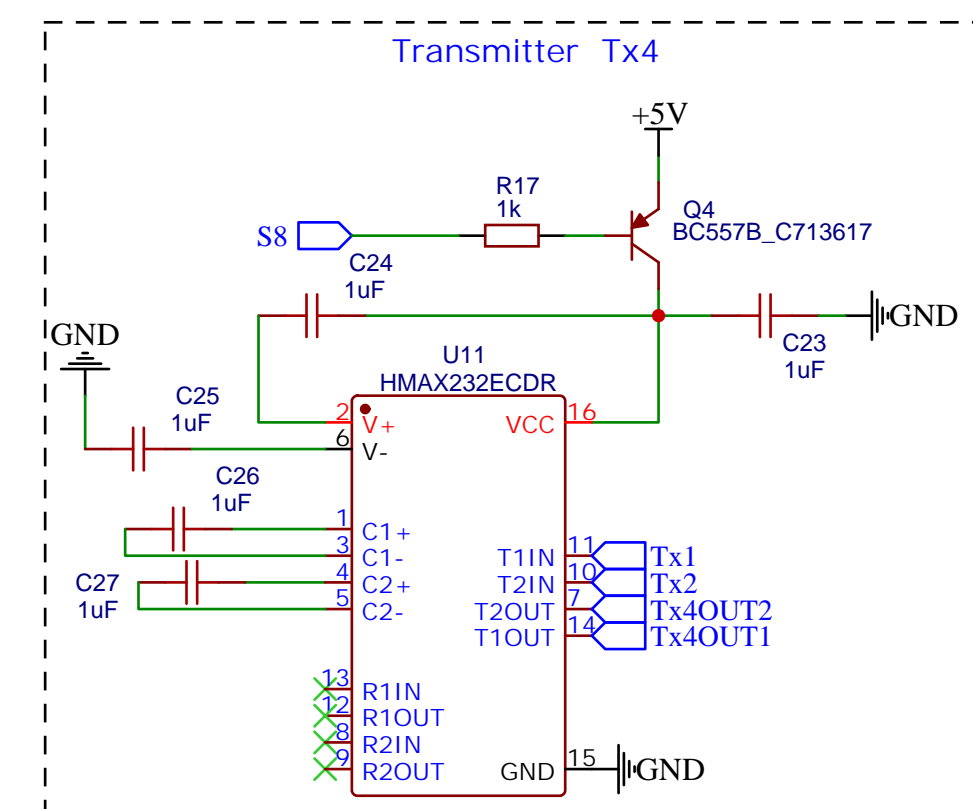 Transmitter Tx4
+5V
R17
1k
Q4
BC557B_C713617
S8
C24
1uF
GND
GND
C23
1uF
U11
HMAX232ECDR
C25
1uF
2
V+
VCC
16
6
V-
C26
1uF
1
C1+
3
C1-
T1IN
11
Tx1
4
C2+
T2IN
10
Tx2
C27
1uF
5
C2-
T2OUT
7
Tx4OUT2
T1OUT
14
Tx4OUT1
13
R1IN
12
R1OUT
8
R2IN
9
R2OUT
GND
15
GND